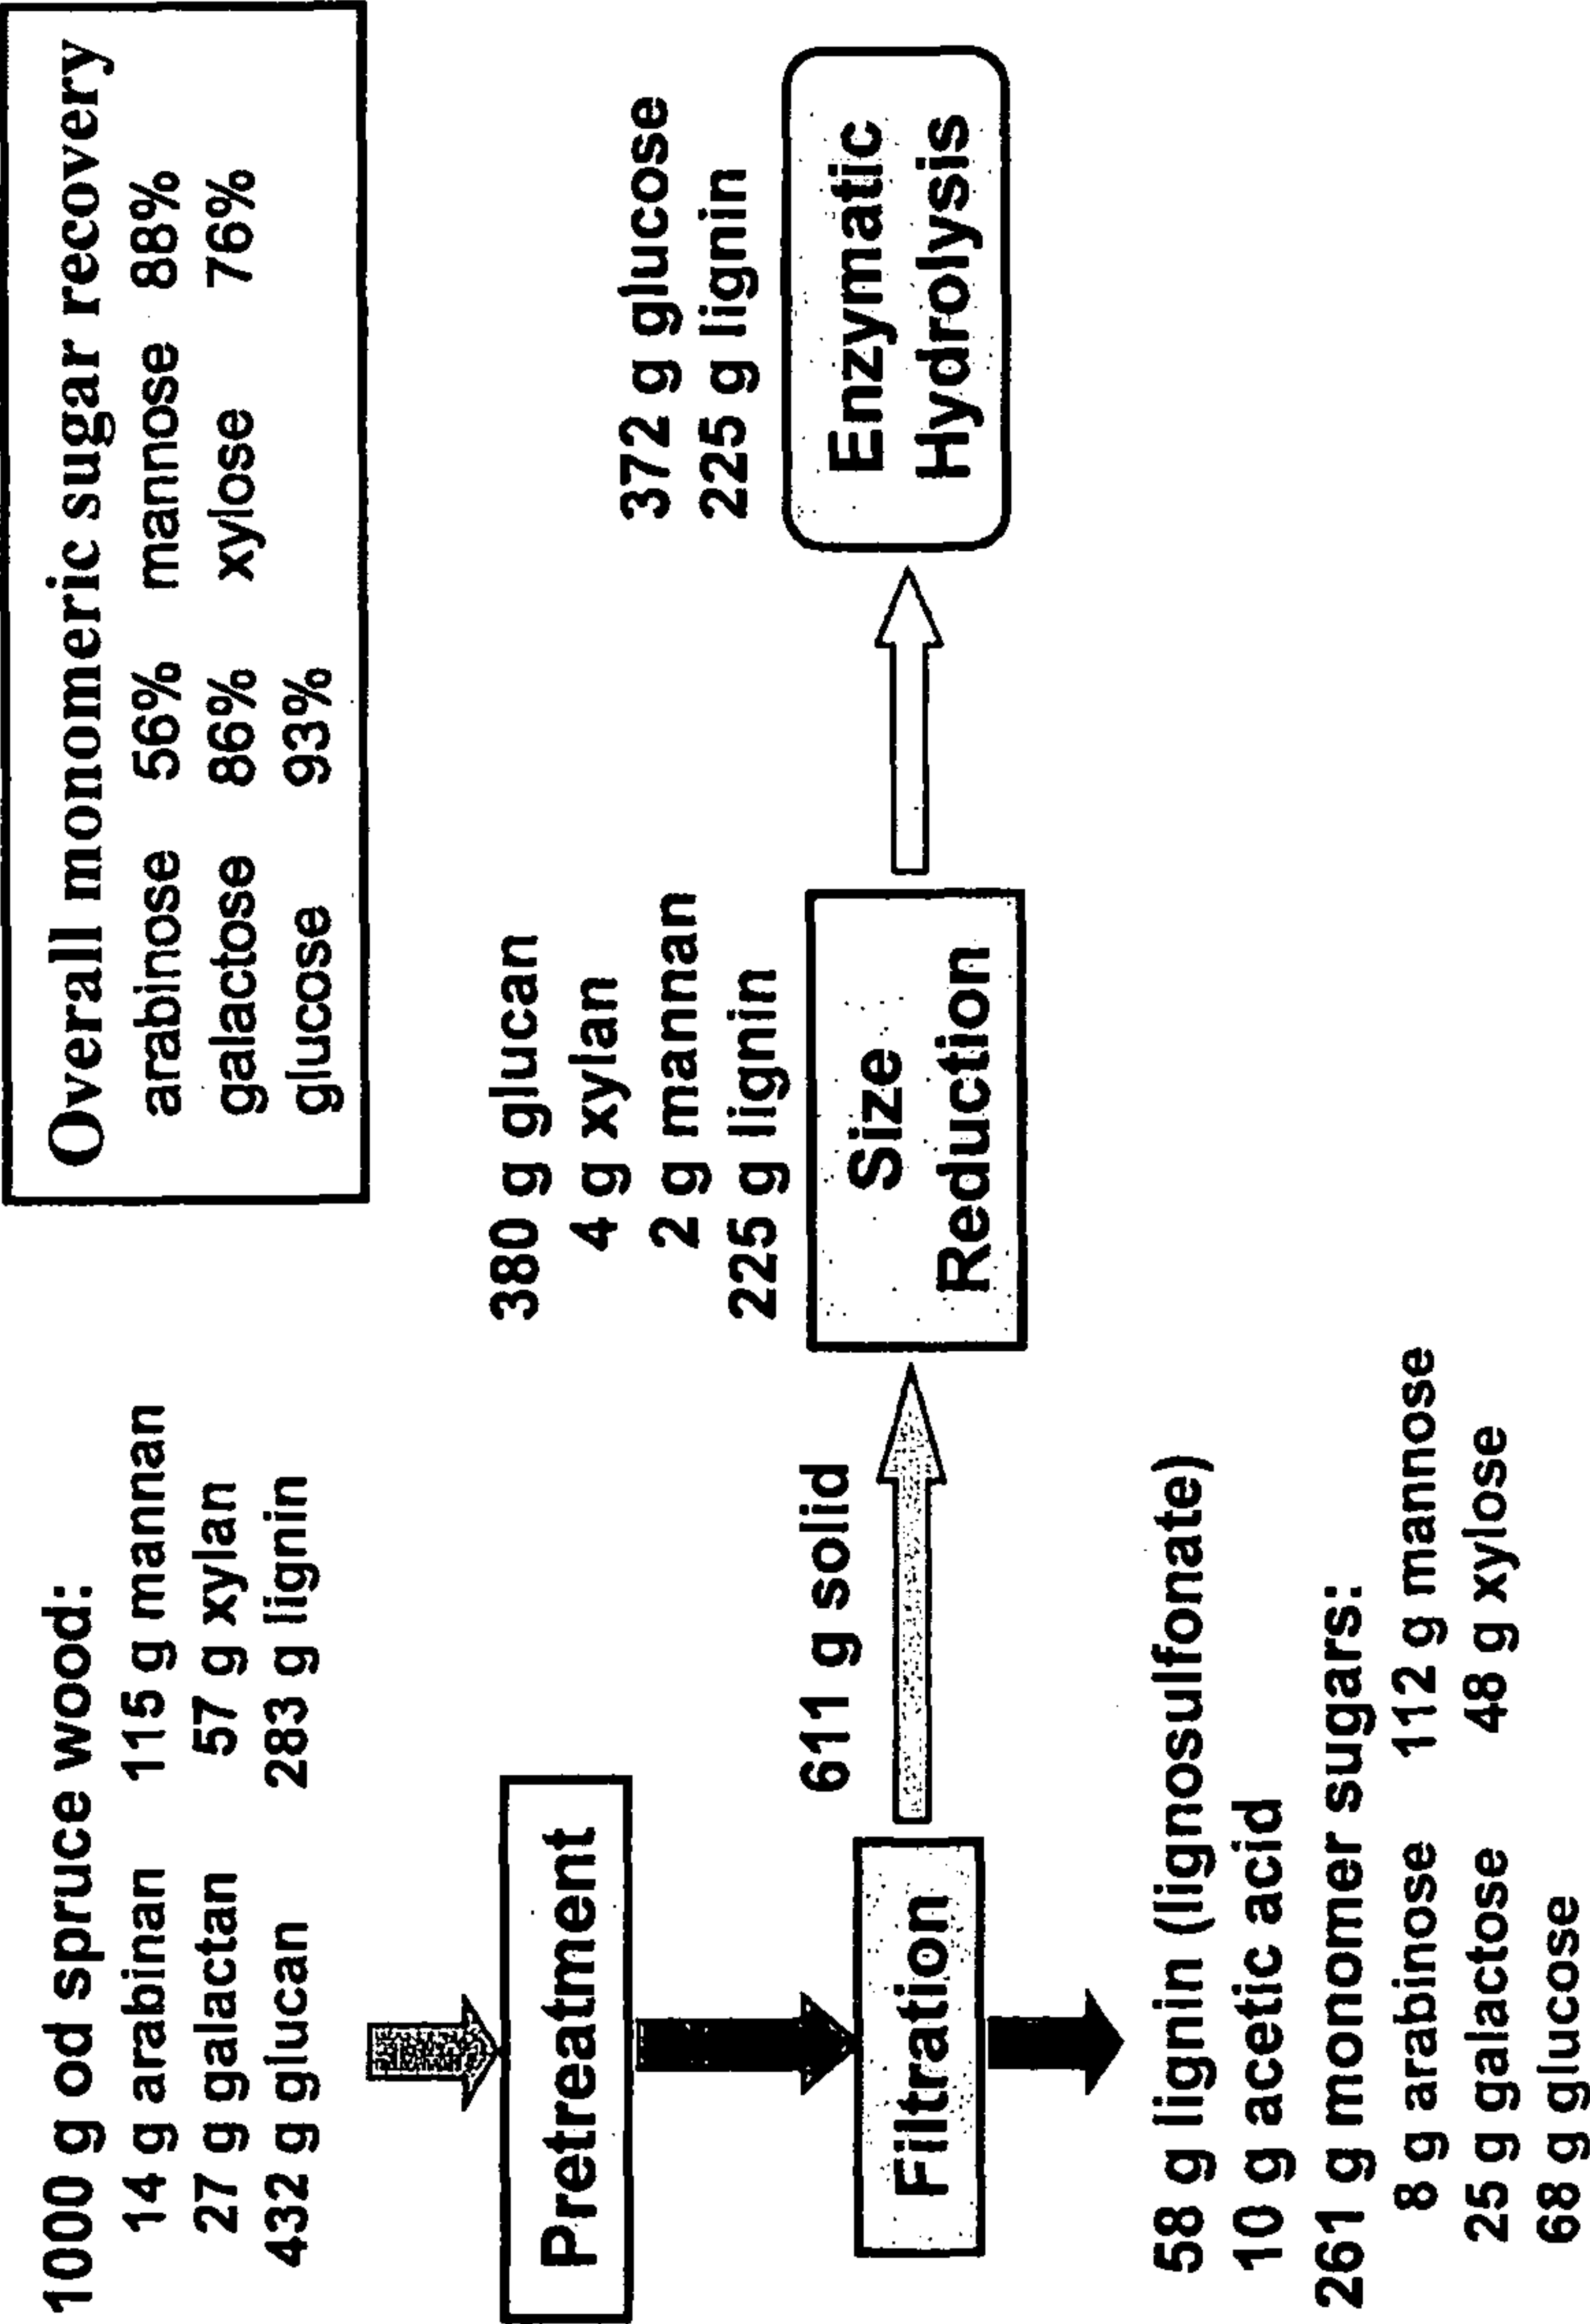 1000 g od spruce wood:
14 g arabinan 115 g mannan
27 g galactan 57 g xylan
432 g glucan 283 g lignin
Overall monomeric sugar recovery
arabinose 56% mannose 88%
galactose 86% xylose 76%
glucose 93%
Pretreatment
Filtration
611 g solid
380 g glucan
4 g xylan
2 g mannan
225 g lignin
Size
Reduction
372 g glucose
225 g lignin
Enzymatic
Hydrolysis
58 g lignin (lignosulfonate)
10 g acetic acid
261 g monomer sugars:
8 g arabinose 112 g mannose
25 g galactose 48 g xylose
68 g glucose